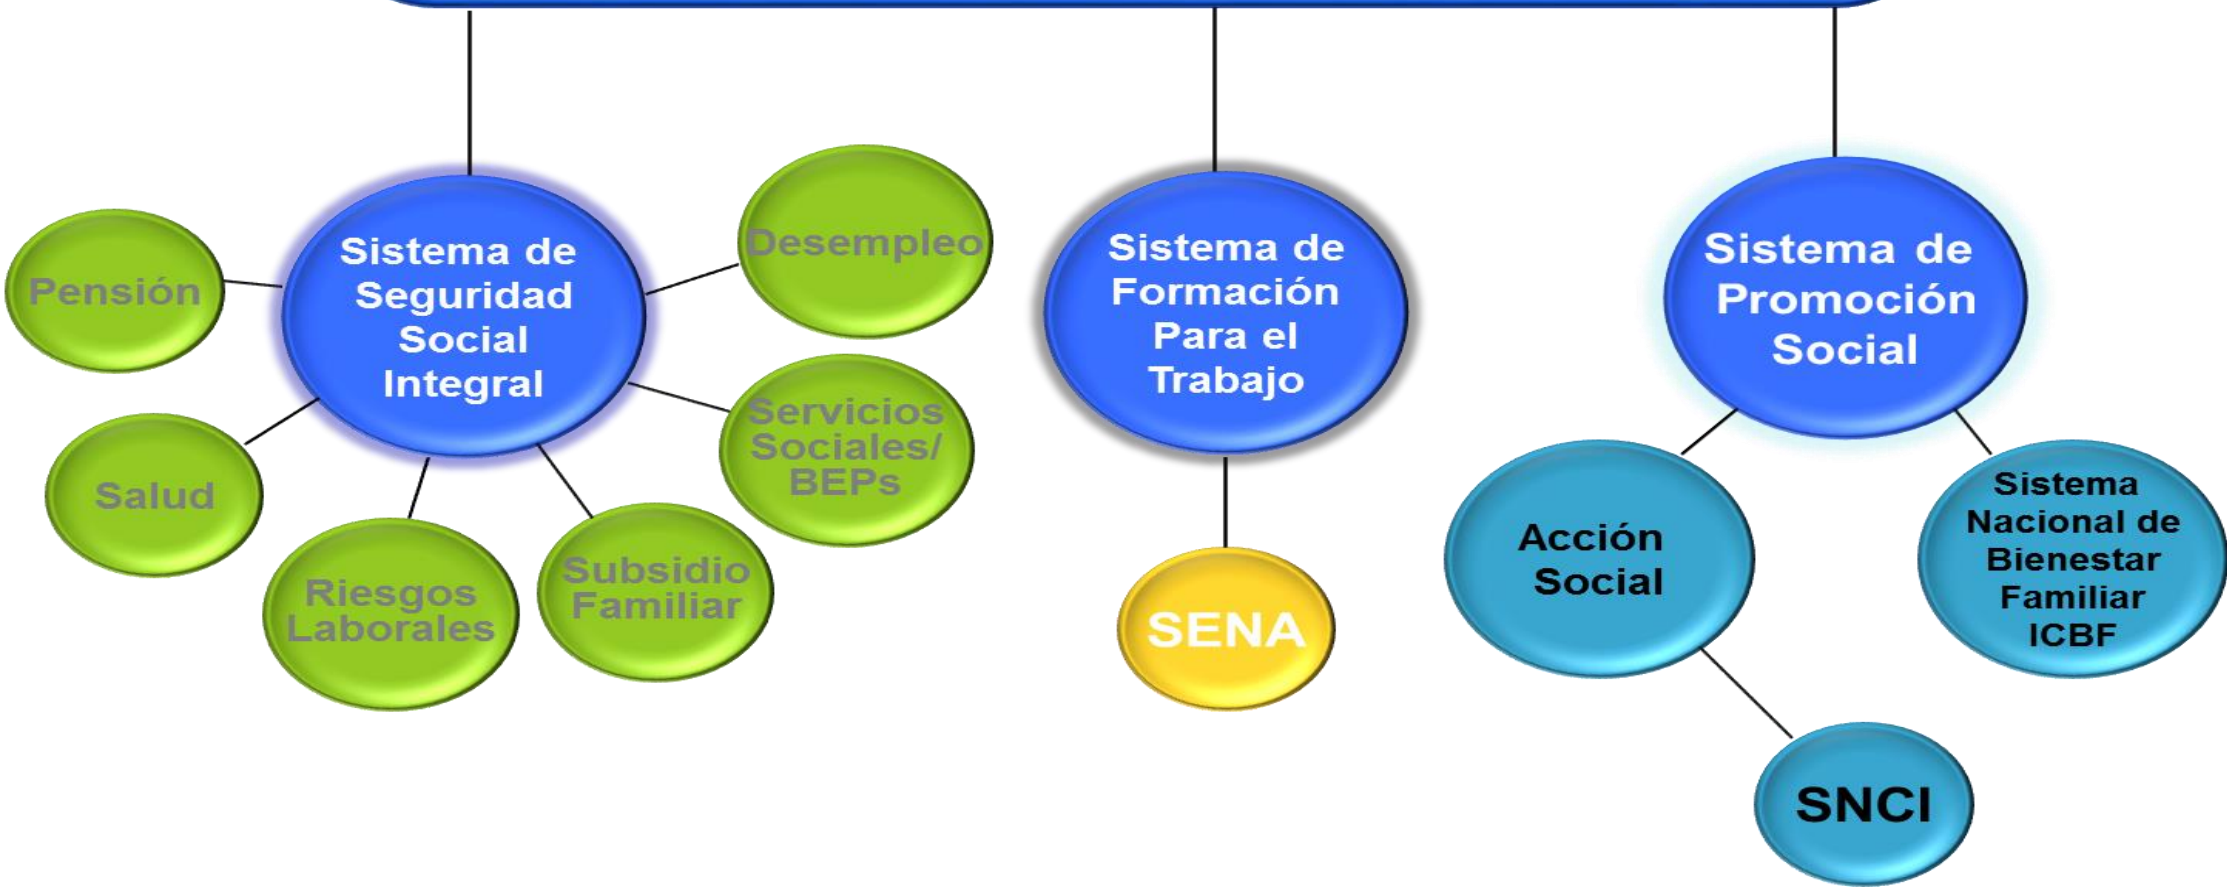 Sistema de
Seguridad
Social
Integral
Pensión
Salud
Riesgos
Laborales
Subsidio
Familiar
Servicios
Sociales/
BEPs
Desempleo
Sistema de
Formación
Para el
Trabajo
SENA
Sistema de
Promoción
Social
Acción
Social
SNCI
Sistema
Nacional de
Bienestar
Familiar
ICBF